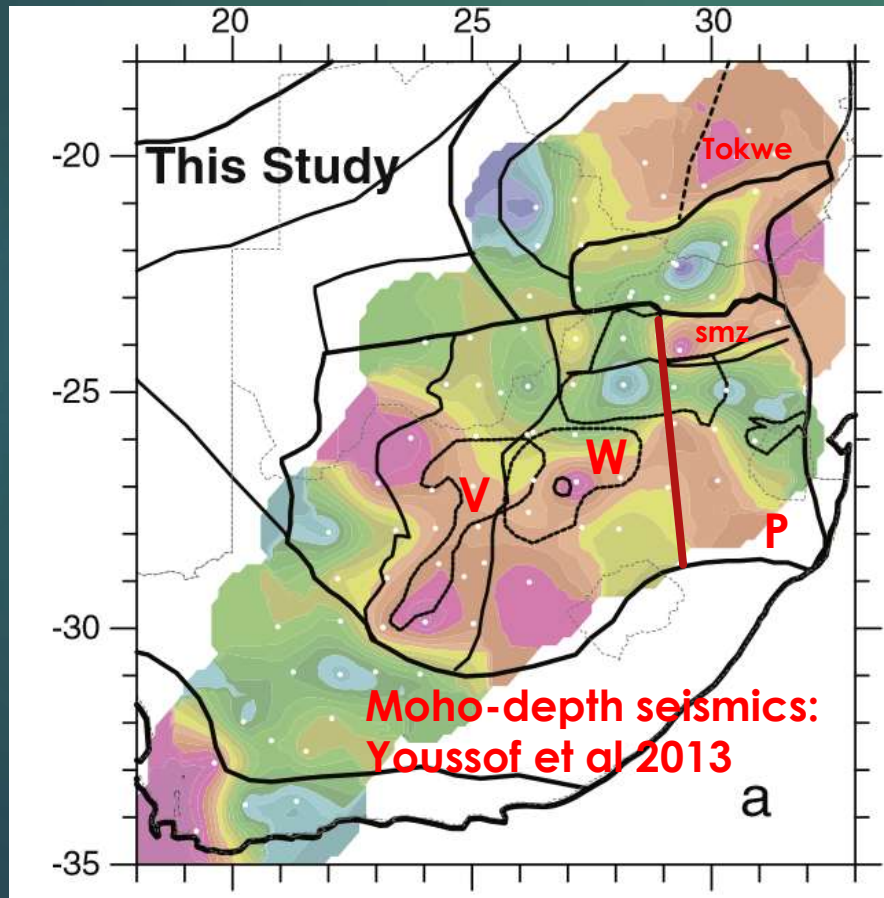 20 25 30
-20
This Study
Tokwe
smz
-25
W
V
P
-30
Moho-depth seismics:
Youssof et al 2013
a
-35